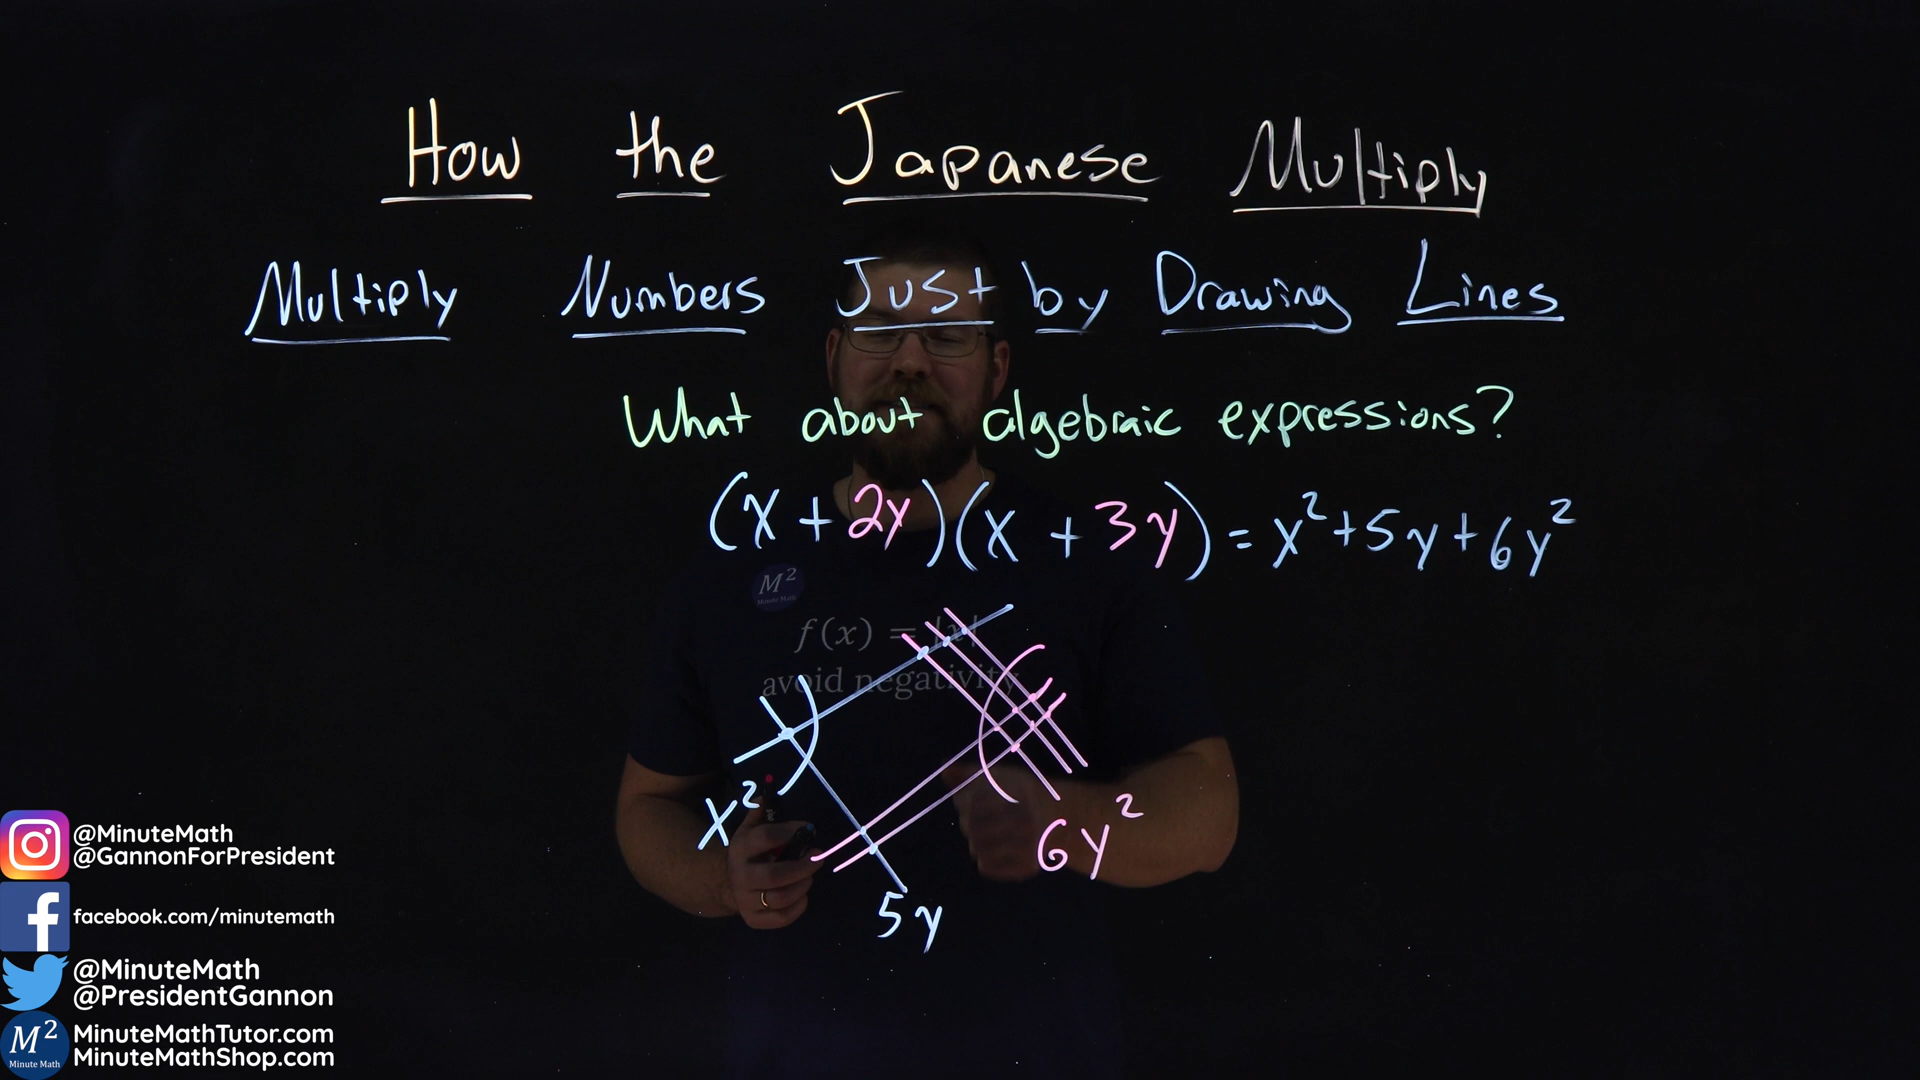 How the Japanese Multiply
Multiply Numbers Just by Drawing Lines
What about algebraic expressions?
(x + 2y)(x + 3y) = x² + 5y + 6y²
M²
Minute Math
f(x) = |x|
avoid negativity
x²
6y²
5y
@MinuteMath
@GannonForPresident
facebook.com/minutemath
@MinuteMath
@PresidentGannon
M²
Minute Math
MinuteMathTutor.com
MinuteMathShop.com